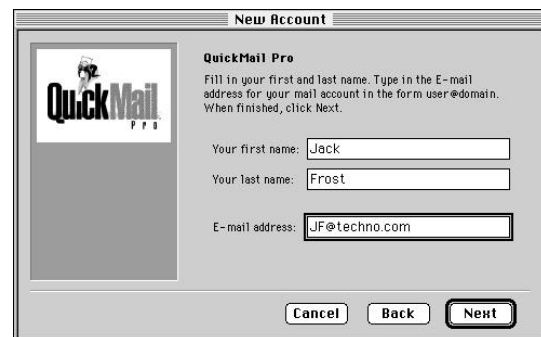 New Account
QuickMail
Pro
QuickMail Pro
Fill in your first and last name. Type in the E-mail
address for your mail account in the form user@domain.
When finished, click Next.
Your first name: Jack
Your last name: Frost
E-mail address: JF@techno.com
Cancel Back Next